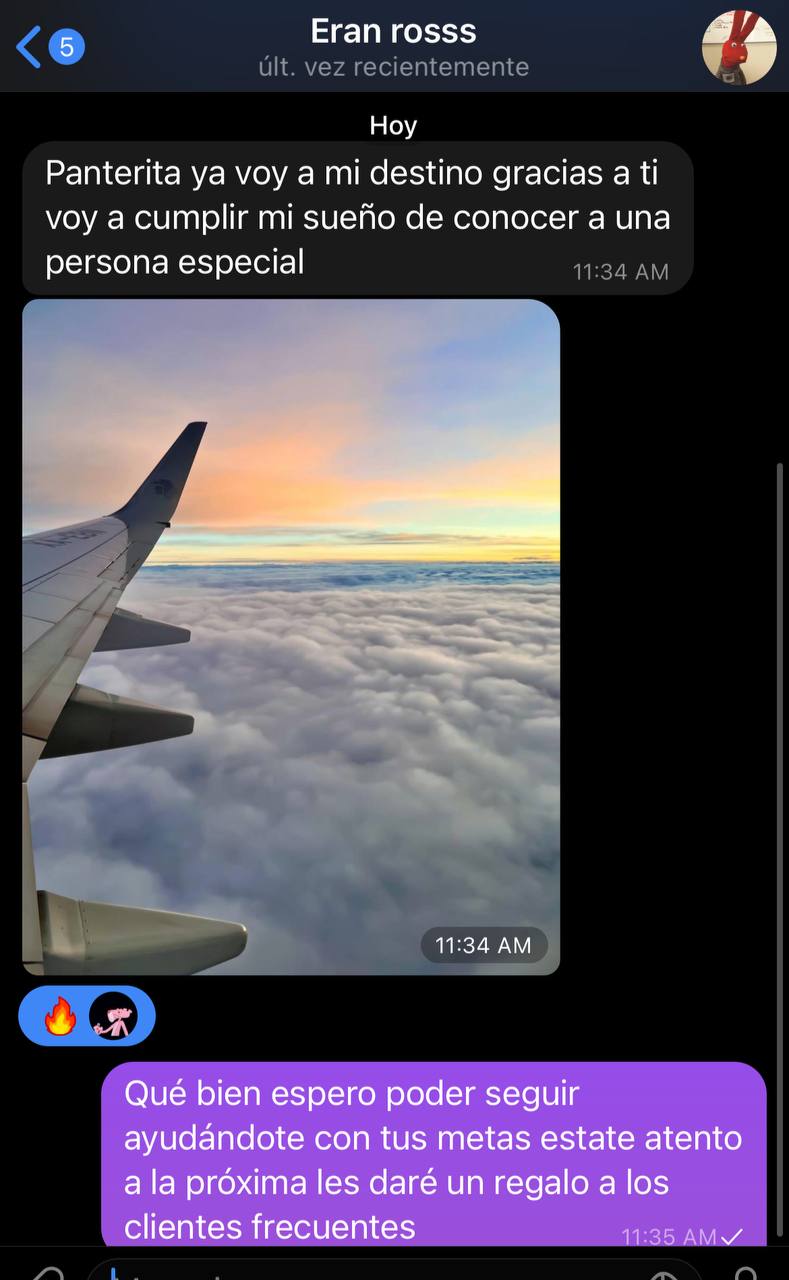 5
Eran rosss
últ. vez recientemente
Hoy
Panterita ya voy a mi destino gracias a ti
voy a cumplir mi sueño de conocer a una
persona especial
11:34 AM
11:34 AM
Qué bien espero poder seguir
ayudándote con tus metas estate atento
a la próxima les daré un regalo a los
clientes frecuentes
11:35 AM